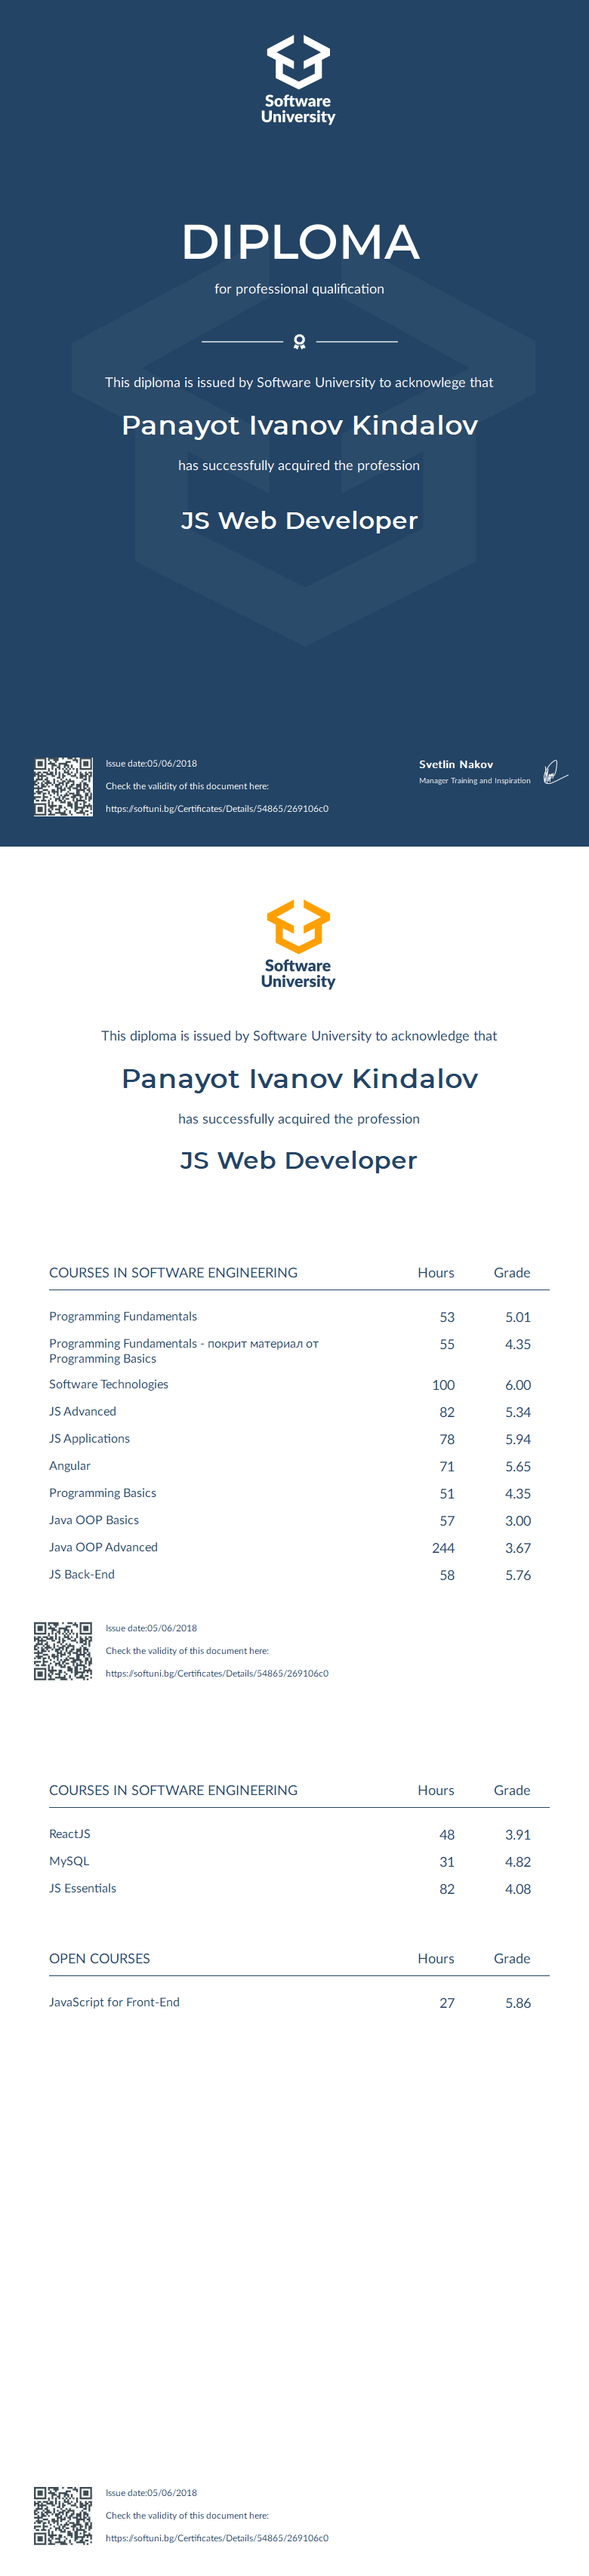 Software
University
DIPLOMA
for professional qualification
This diploma is issued by Software University to acknowlege that
Panayot Ivanov Kindalov
has successfully acquired the profession
JS Web Developer
Issue date:05/06/2018
Check the validity of this document here:
https://softuni.bg/Certificates/Details/54865/269106c0
Svetlin Nakov
Manager Training and Inspiration
Software
University
This diploma is issued by Software University to acknowledge that
Panayot Ivanov Kindalov
has successfully acquired the profession
JS Web Developer
COURSES IN SOFTWARE ENGINEERING Hours Grade
Programming Fundamentals 53 5.01
Programming Fundamentals - покрит материал от 55 4.35
Programming Basics
Software Technologies 100 6.00
JS Advanced 82 5.34
JS Applications 78 5.94
Angular 71 5.65
Programming Basics 51 4.35
Java OOP Basics 57 3.00
Java OOP Advanced 244 3.67
JS Back-End 58 5.76
Issue date:05/06/2018
Check the validity of this document here:
https://softuni.bg/Certificates/Details/54865/269106c0
COURSES IN SOFTWARE ENGINEERING Hours Grade
ReactJS 48 3.91
MySQL 31 4.82
JS Essentials 82 4.08
OPEN COURSES Hours Grade
JavaScript for Front-End 27 5.86
Issue date:05/06/2018
Check the validity of this document here:
https://softuni.bg/Certificates/Details/54865/269106c0